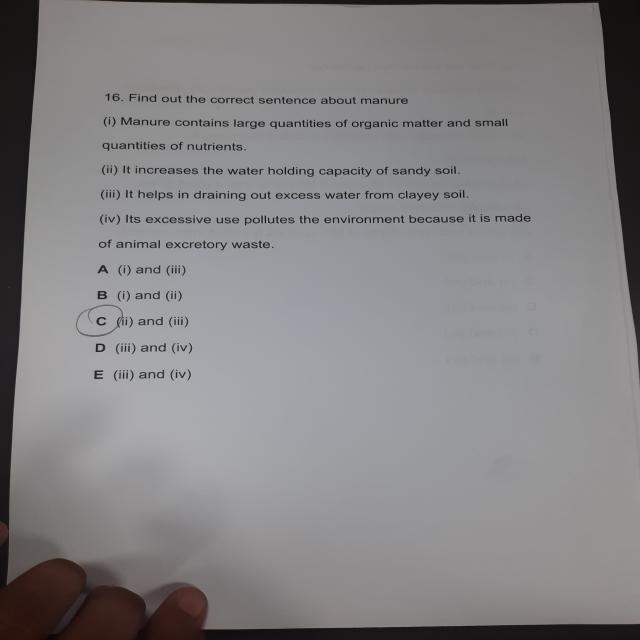 16. Find out the correct sentence about manure
(i) Manure contains large quantities of organic matter and small
quantities of nutrients.
(ii) It increases the water holding capacity of sandy soil.
(iii) It helps in draining out excess water from clayey soil.
(iv) Its excessive use pollutes the environment because it is made
of animal excretory waste.
A (i) and (iii)
B (i) and (ii)
C (ii) and (iii)
D (iii) and (iv)
E (iii) and (iv)